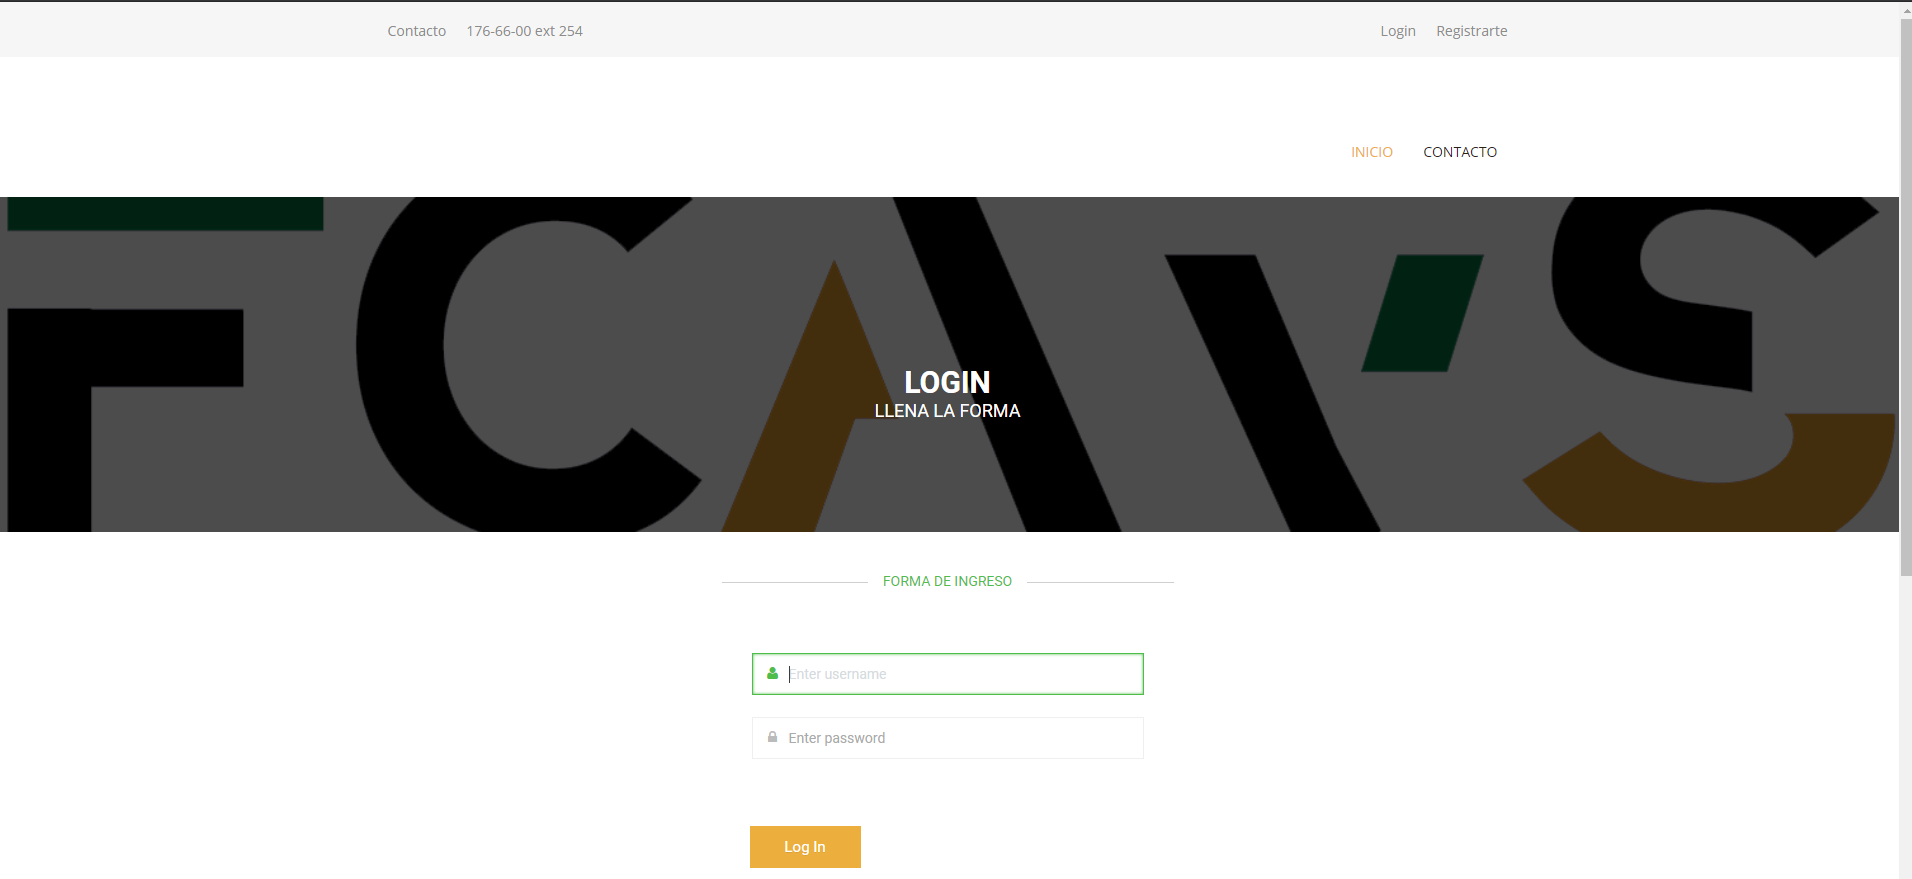 Contacto 176-66-00 ext 254 Login Registrarte
INICIO CONTACTO
FCAVS
LOGIN
LLENA LA FORMA
FORMA DE INGRESO
Enter username
Enter password
Log In